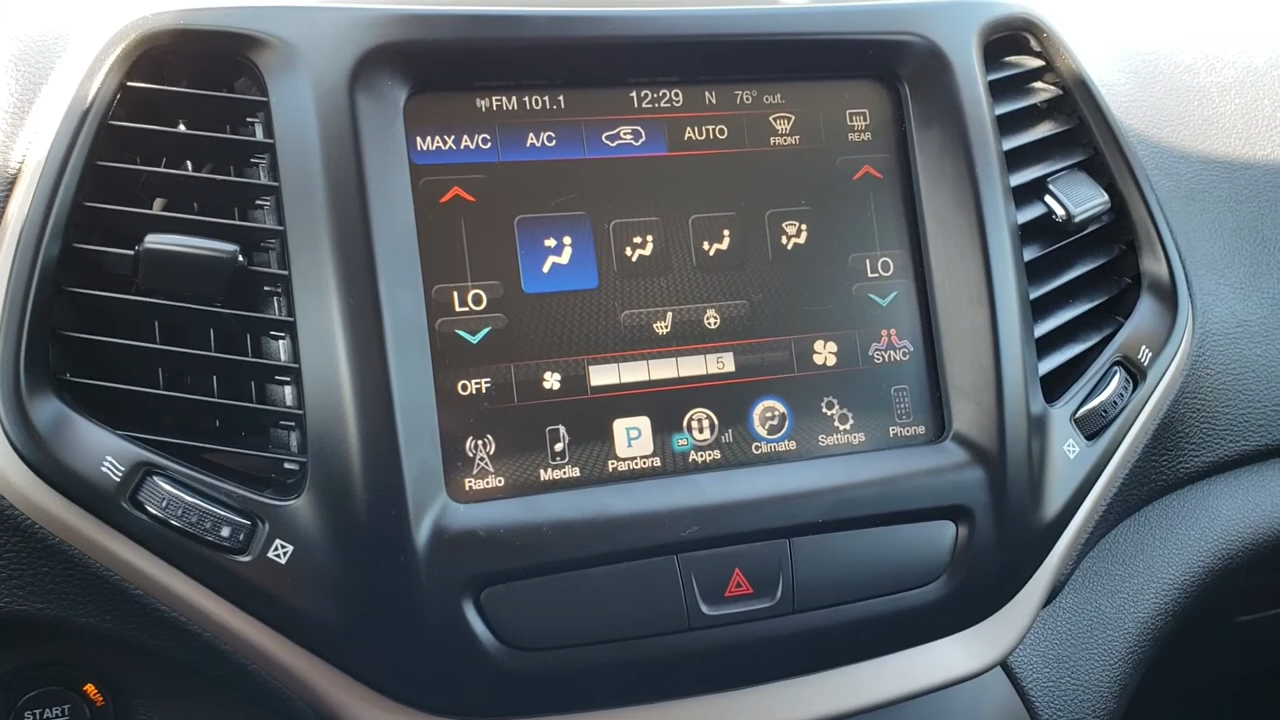 FM 101.1 12:29 N 76° out.
MAX A/C A/C AUTO FRONT REAR
LO LO
OFF 5 SYNC
P 3G
Radio Media Pandora Apps Climate Settings Phone
START RUN